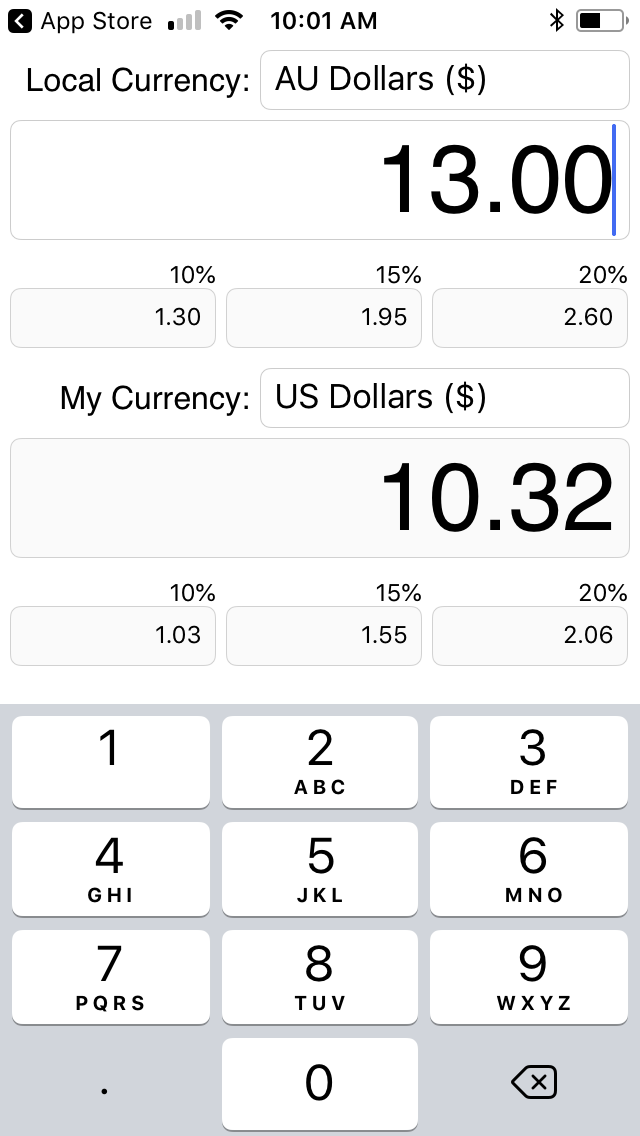 App Store 10:01 AM
Local Currency: AU Dollars ($)
13.00
10% 15% 20%
1.30 1.95 2.60
My Currency: US Dollars ($)
10.32
10% 15% 20%
1.03 1.55 2.06
1 2 3
ABC DEF
4 5 6
GHI JKL MNO
7 8 9
PQRS TUV WXYZ
. 0